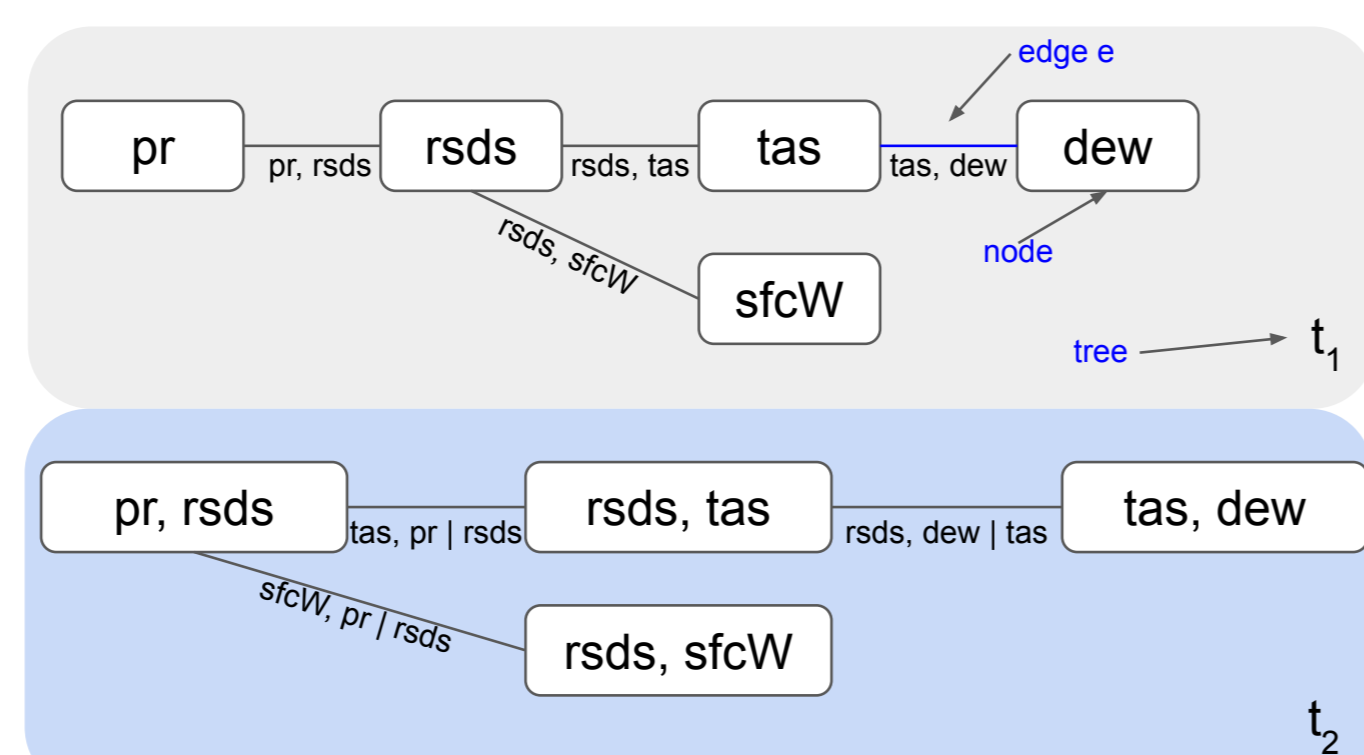 edge e
pr
rsds
tas
dew
pr, rsds
rsds, tas
tas, dew
rsds, sfcW
node
sfcW
tree
t1
pr, rsds
rsds, tas
tas, dew
tas, pr | rsds
rsds, dew | tas
sfcW, pr | rsds
rsds, sfcW
t2